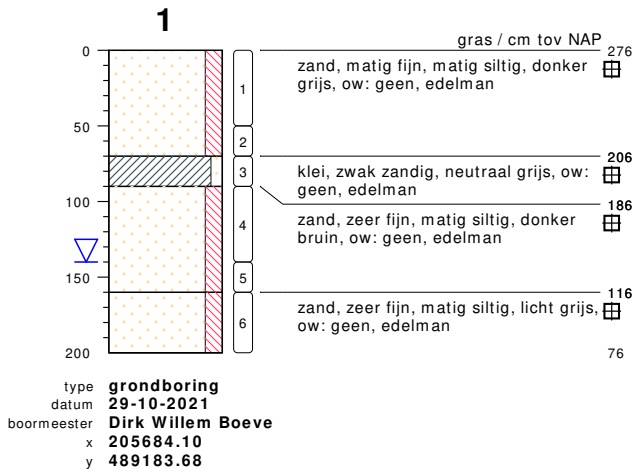 1
gras / cm tov NAP
0
276
zand, matig fijn, matig siltig, donker
grijs, ow: geen, edelman
1
50
2
206
3
klei, zwak zandig, neutraal grijs, ow:
geen, edelman
100
186
4
zand, zeer fijn, matig siltig, donker
bruin, ow: geen, edelman
150
5
116
6
zand, zeer fijn, matig siltig, licht grijs,
ow: geen, edelman
200
76
type grondboring
datum 29-10-2021
boormeester Dirk Willem Boeve
x 205684.10
y 489183.68